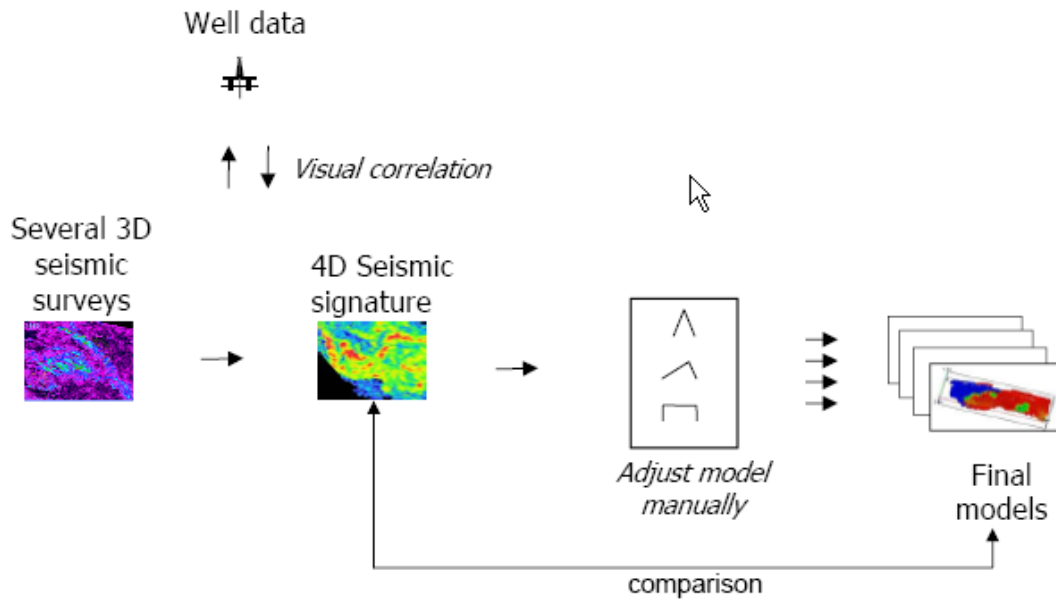 Well data
Visual correlation
Several 3D
seismic
surveys
4D Seismic
signature
Adjust model
manually
Final
models
comparison